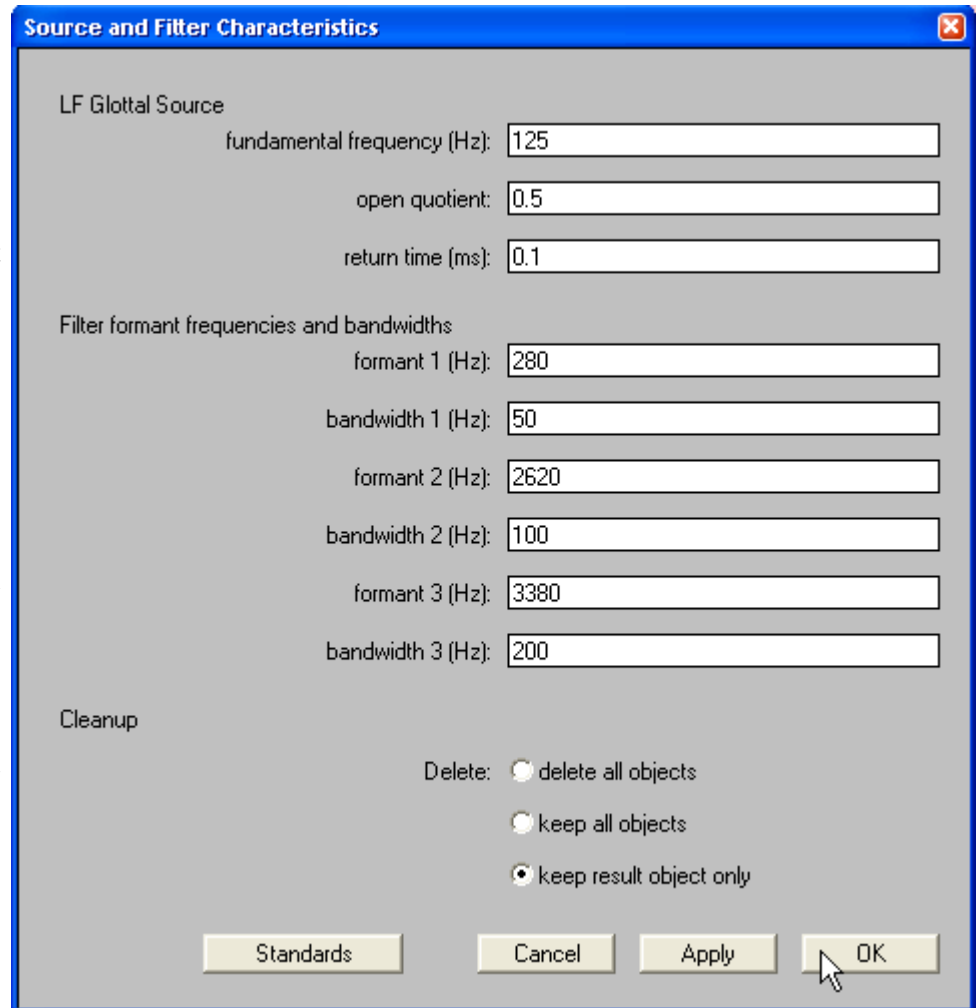 Source and Filter Characteristics
LF Glottal Source
fundamental frequency (Hz): 125
open quotient: 0.5
return time (ms): 0.1
Filter formant frequencies and bandwidths
formant 1 (Hz): 280
bandwidth 1 (Hz): 50
formant 2 (Hz): 2620
bandwidth 2 (Hz): 100
formant 3 (Hz): 3380
bandwidth 3 (Hz): 200
Cleanup
Delete: delete all objects
keep all objects
keep result object only
Standards Cancel Apply OK